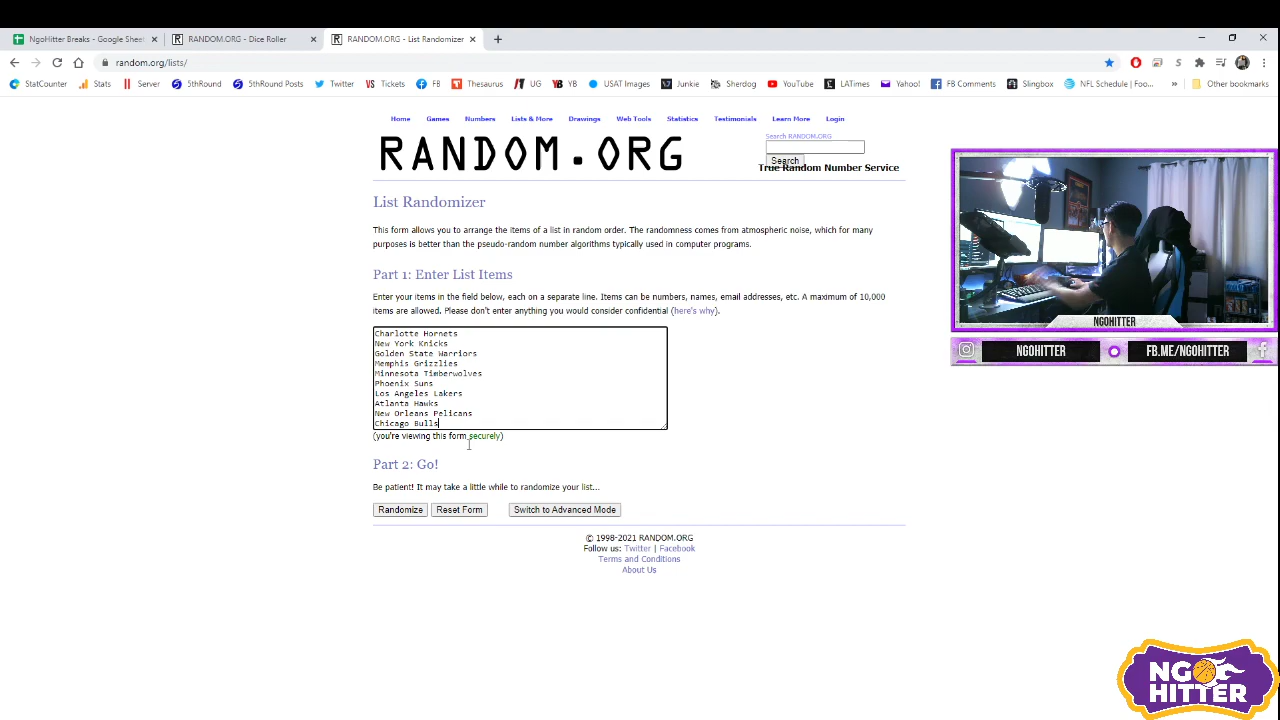 NgoHitter Breaks - Google Sheet
RANDOM.ORG - Dice Roller
RANDOM.ORG - List Randomizer
random.org/lists/
StatCounter Stats Server 5thRound 5thRound Posts Twitter Tickets FB Thesaurus UG YB USAT Images Junkie Sherdog YouTube LATimes Yahoo! FB Comments Slingbox NFL Schedule | Foo... » Other bookmarks
Home Games Numbers Lists & More Drawings Web Tools Statistics Testimonials Learn More Login
RANDOM.ORG
Search RANDOM.ORG
Search
True Random Number Service
List Randomizer
This form allows you to arrange the items of a list in random order. The randomness comes from atmospheric noise, which for many
purposes is better than the pseudo-random number algorithms typically used in computer programs.
Part 1: Enter List Items
Enter your items in the field below, each on a separate line. Items can be numbers, names, email addresses, etc. A maximum of 10,000
items are allowed. Please don't enter anything you would consider confidential (here's why).
Charlotte Hornets
New York Knicks
Golden State Warriors
Memphis Grizzlies
Minnesota Timberwolves
Phoenix Suns
Los Angeles Lakers
Atlanta Hawks
New Orleans Pelicans
Chicago Bulls
(you're viewing this form securely)
Part 2: Go!
Be patient! It may take a little while to randomize your list...
Randomize Reset Form Switch to Advanced Mode
© 1998-2021 RANDOM.ORG
Follow us: Twitter | Facebook
Terms and Conditions
About Us
NGOHITTER
NGOHITTER FB.ME/NGOHITTER
NGO
HITTER